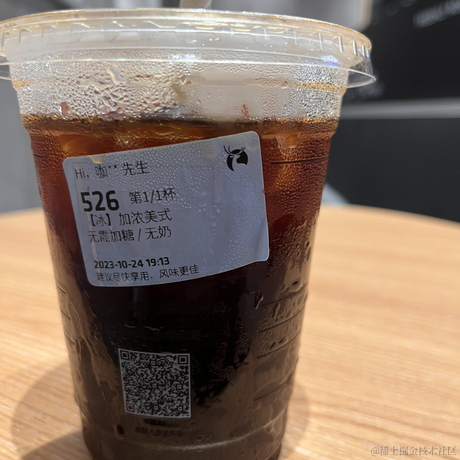 Hi，咖** 先生
526 第1/1杯
【冰】加浓美式
无需加糖 / 无奶
2023-10-24 19:13
建议尽快享用，风味更佳
@稀土掘金技术社区